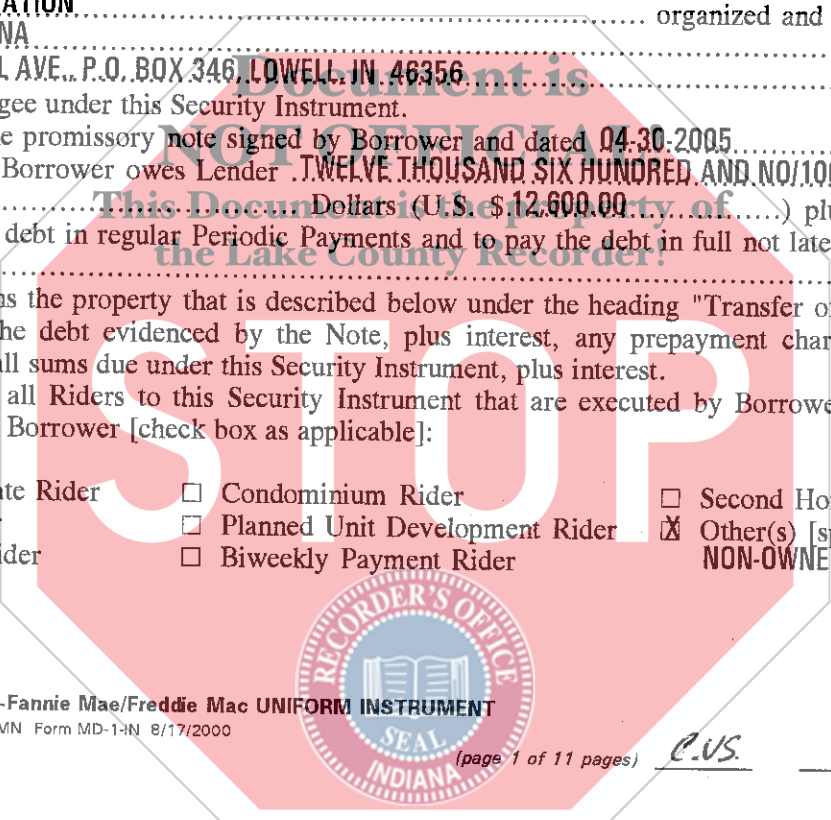 ATION
organized and
NA
L AVE., P.O. BOX 346, LOWELL, IN 46356
Document is
gee under this Security Instrument.
e promissory note signed by Borrower and dated 04-30-2005
NOT OFFICIAL!
Borrower owes Lender TWELVE THOUSAND SIX HUNDRED AND NO/10
Dollars (U.S. $ 12,600.00 ) pl
This Document is the property of
debt in regular Periodic Payments and to pay the debt in full not late
the Lake County Recorder!
ns the property that is described below under the heading "Transfer o
he debt evidenced by the Note, plus interest, any prepayment char
all sums due under this Security Instrument, plus interest.
all Riders to this Security Instrument that are executed by Borrowe
Borrower [check box as applicable]:
STOP
te Rider ☐ Condominium Rider ☐ Second Ho
☐ Planned Unit Development Rider ☒ Other(s) [s
ider ☐ Biweekly Payment Rider NON-OWNE
RECORDER'S OFFICE
SEAL
INDIANA
-Fannie Mae/Freddie Mac UNIFORM INSTRUMENT
MN Form MD-1-IN 8/17/2000
(page 1 of 11 pages) C.VS.